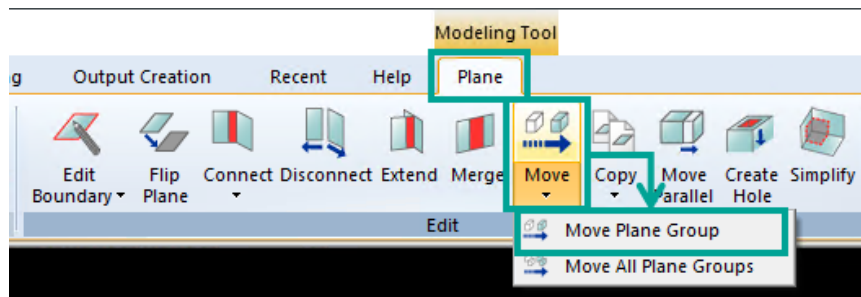 Modeling Tool
g Output Creation Recent Help Plane
Edit Boundary Flip Plane Connect Disconnect Extend Merge Move Copy Move Parallel Create Hole Simplify
Edit
Move Plane Group
Move All Plane Groups